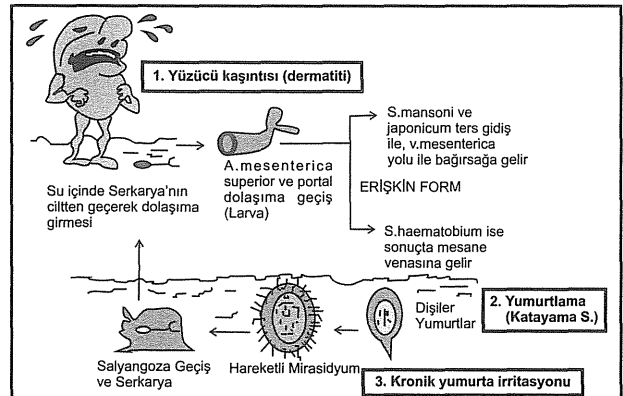 1. Yüzücü kaşıntısı (dermatiti)
Su içinde Serkarya'nın
ciltten geçerek dolaşıma
girmesi
A.mesenterica
superior ve portal
dolaşıma geçiş
(Larva)
S.mansoni ve
japonicum ters gidiş
ile, v.mesenterica
yolu ile bağırsağa gelir
ERİŞKİN FORM
S.haematobium ise
sonuçta mesane
venasına gelir
2. Yumurtlama
(Katayama S.)
Dişiler
Yumurtlar
3. Kronik yumurta irritasyonu
Hareketli Mirasidyum
Salyangoza Geçiş
ve Serkarya